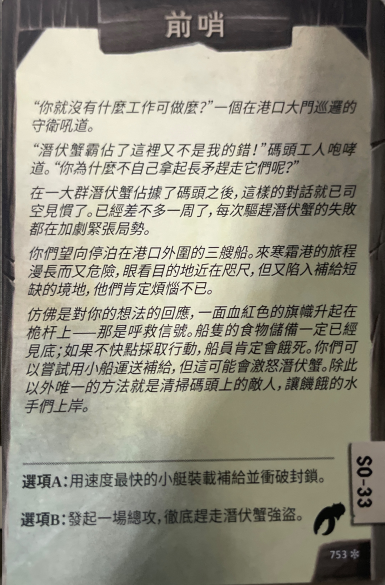 前哨
“你就沒有什麼工作可做麼?”一個在港口大門巡邏的
守衛吼道。
“潛伏蟹霸佔了這裡又不是我的錯!”碼頭工人咆哮
道。“你為什麼不自己拿起長矛趕走它們呢?”
在一大群潛伏蟹佔據了碼頭之後，這樣的對話就已司
空見慣了。已經差不多一周了，每次驅趕潛伏蟹的失敗
都在加劇緊張局勢。
你們望向停泊在港口外圍的三艘船。來寒霜港的旅程
漫長而又危險，眼看目的地近在咫尺，但又陷入補給短
缺的境地，他們肯定煩惱不已。
仿佛是對你的想法的回應，一面血紅色的旗幟升起在
桅杆上——那是呼救信號。船隻的食物儲備一定已經
見底；如果不快點採取行動，船員肯定會餓死。你們可
以嘗試用小船運送補給，但這可能會激怒潛伏蟹。除此
以外唯一的方法就是清掃碼頭上的敵人，讓饑餓的水
手們上岸。
選項A：用速度最快的小艇裝載補給並衝破封鎖。
選項B：發起一場總攻，徹底趕走潛伏蟹強盜。
SO-33
753